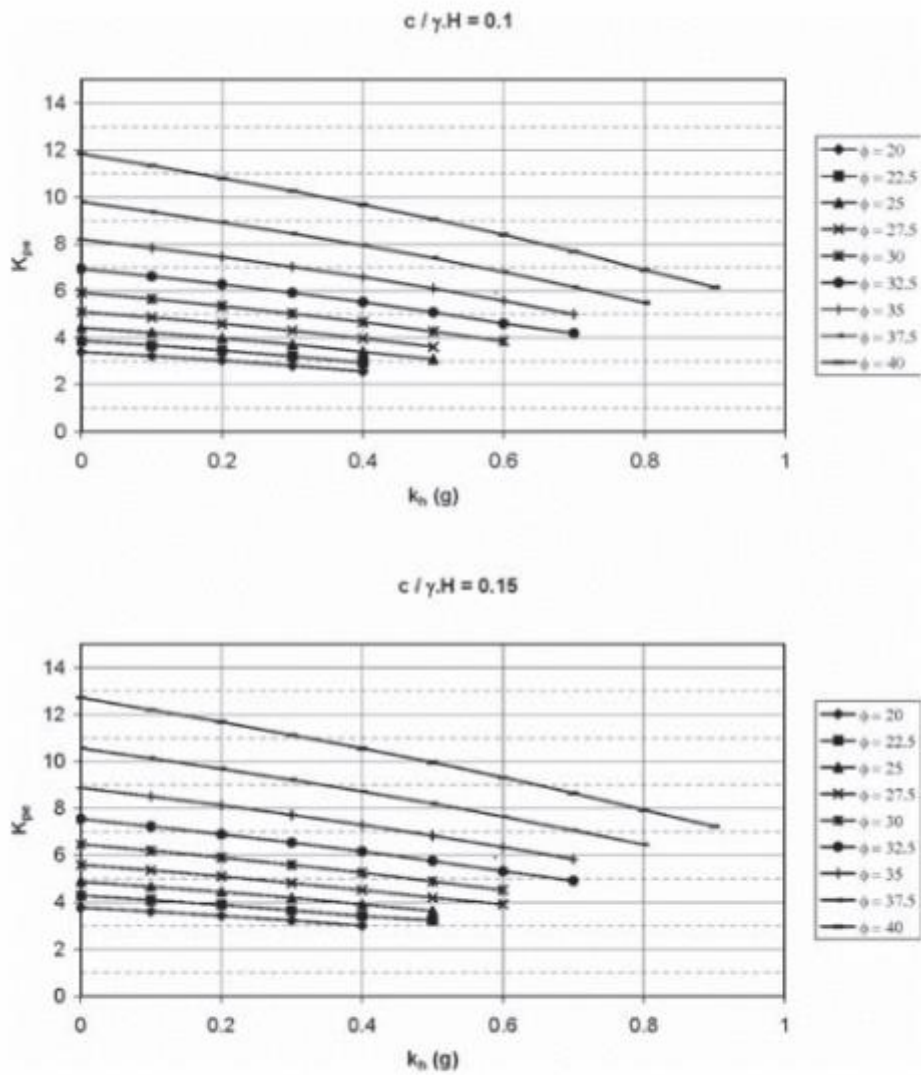 c / γ.H = 0.1
14
12
10
8
6
4
2
0
Kpe
0 0.2 0.4 0.6 0.8 1
kh (g)
ϕ = 20
ϕ = 22.5
ϕ = 25
ϕ = 27.5
ϕ = 30
ϕ = 32.5
ϕ = 35
ϕ = 37.5
ϕ = 40
c / γ.H = 0.15
14
12
10
8
6
4
2
0
Kpe
0 0.2 0.4 0.6 0.8 1
kh (g)
ϕ = 20
ϕ = 22.5
ϕ = 25
ϕ = 27.5
ϕ = 30
ϕ = 32.5
ϕ = 35
ϕ = 37.5
ϕ = 40